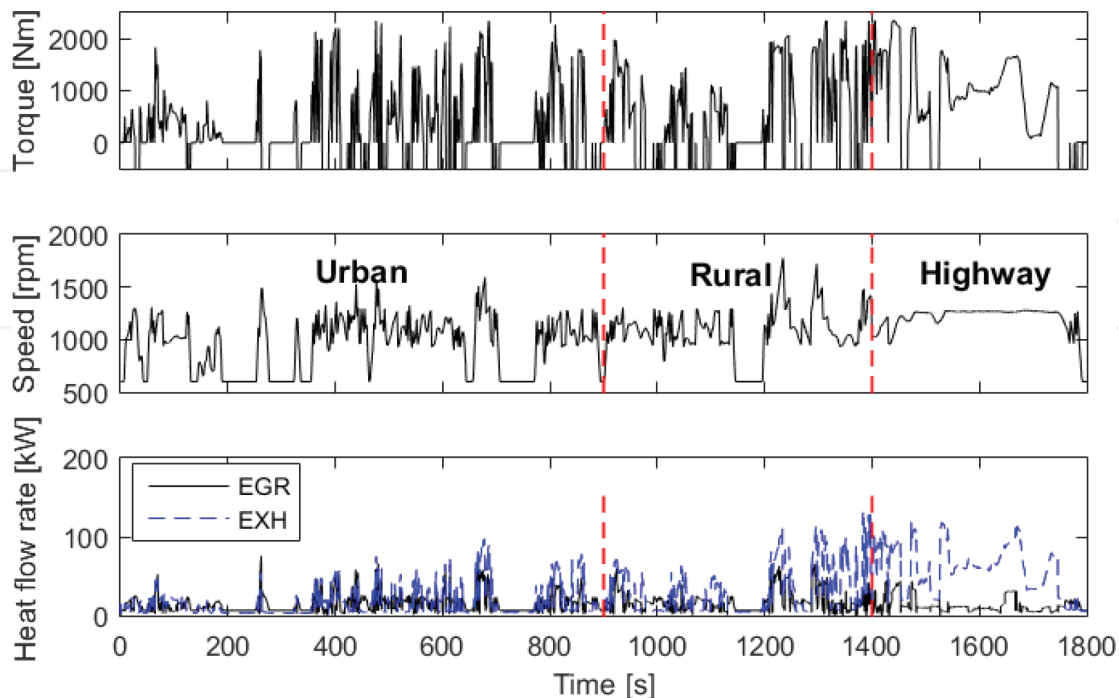 Torque [Nm]
2000
1000
0
Speed [rpm]
2000
1500
1000
500
Urban
Rural
Highway
Heat flow rate [kW]
200
100
0
EGR
EXH
0 200 400 600 800 1000 1200 1400 1600 1800
Time [s]